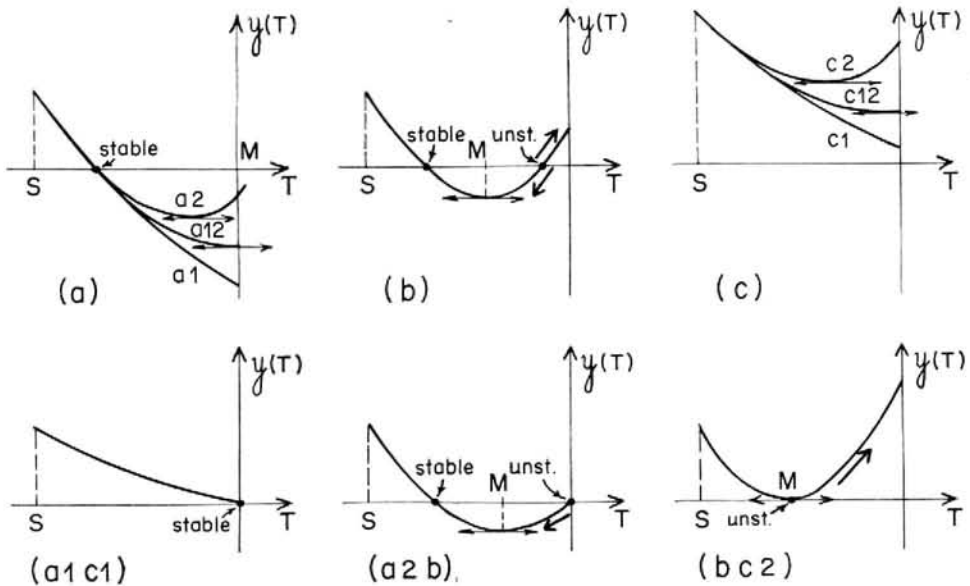 y(T)
stable
M
T
S
a2
a12
a1
(a)
y(T)
stable
M
unst.
T
S
(b)
y(T)
c2
c12
c1
T
S
(c)
y(T)
T
S
stable
(a1 c1)
y(T)
stable
M
unst.
T
S
(a2 b)
y(T)
M
T
S
unst.
(b c2)